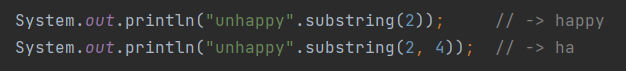 System.out.println("unhappy".substring(2));     // -> happy
System.out.println("unhappy".substring(2, 4));  // -> ha